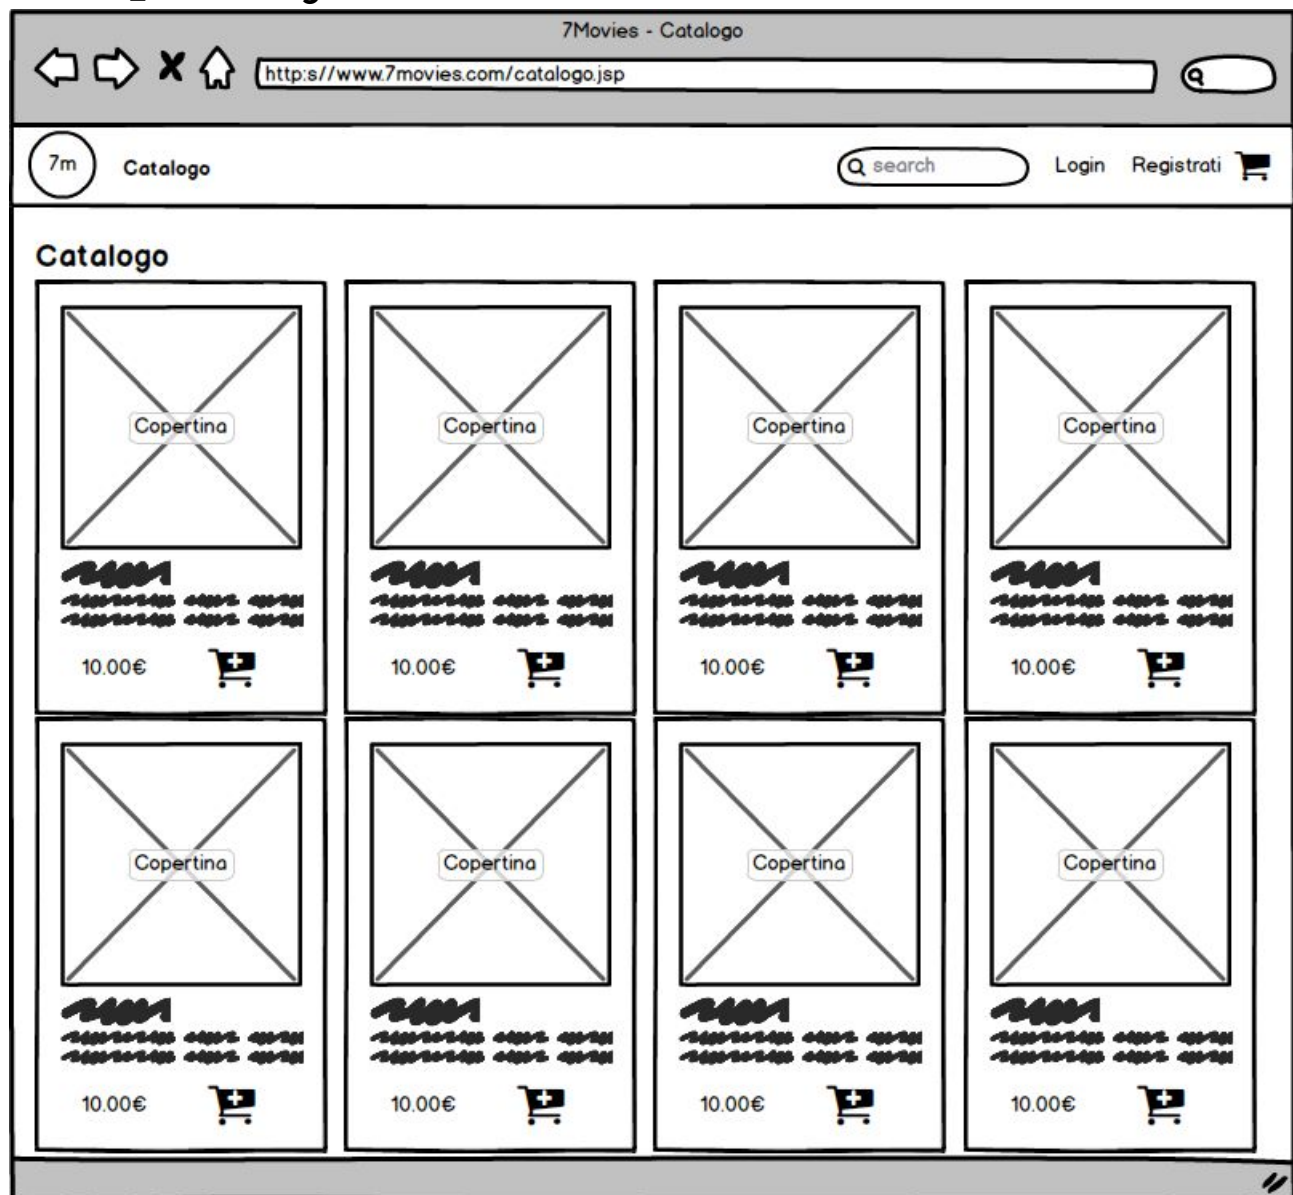 7Movies - Catalogo
http:s//www.7movies.com/catalogo.jsp
7m Catalogo search Login Registrati
Catalogo
Copertina Copertina Copertina Copertina
10.00€ 10.00€ 10.00€ 10.00€
Copertina Copertina Copertina Copertina
10.00€ 10.00€ 10.00€ 10.00€